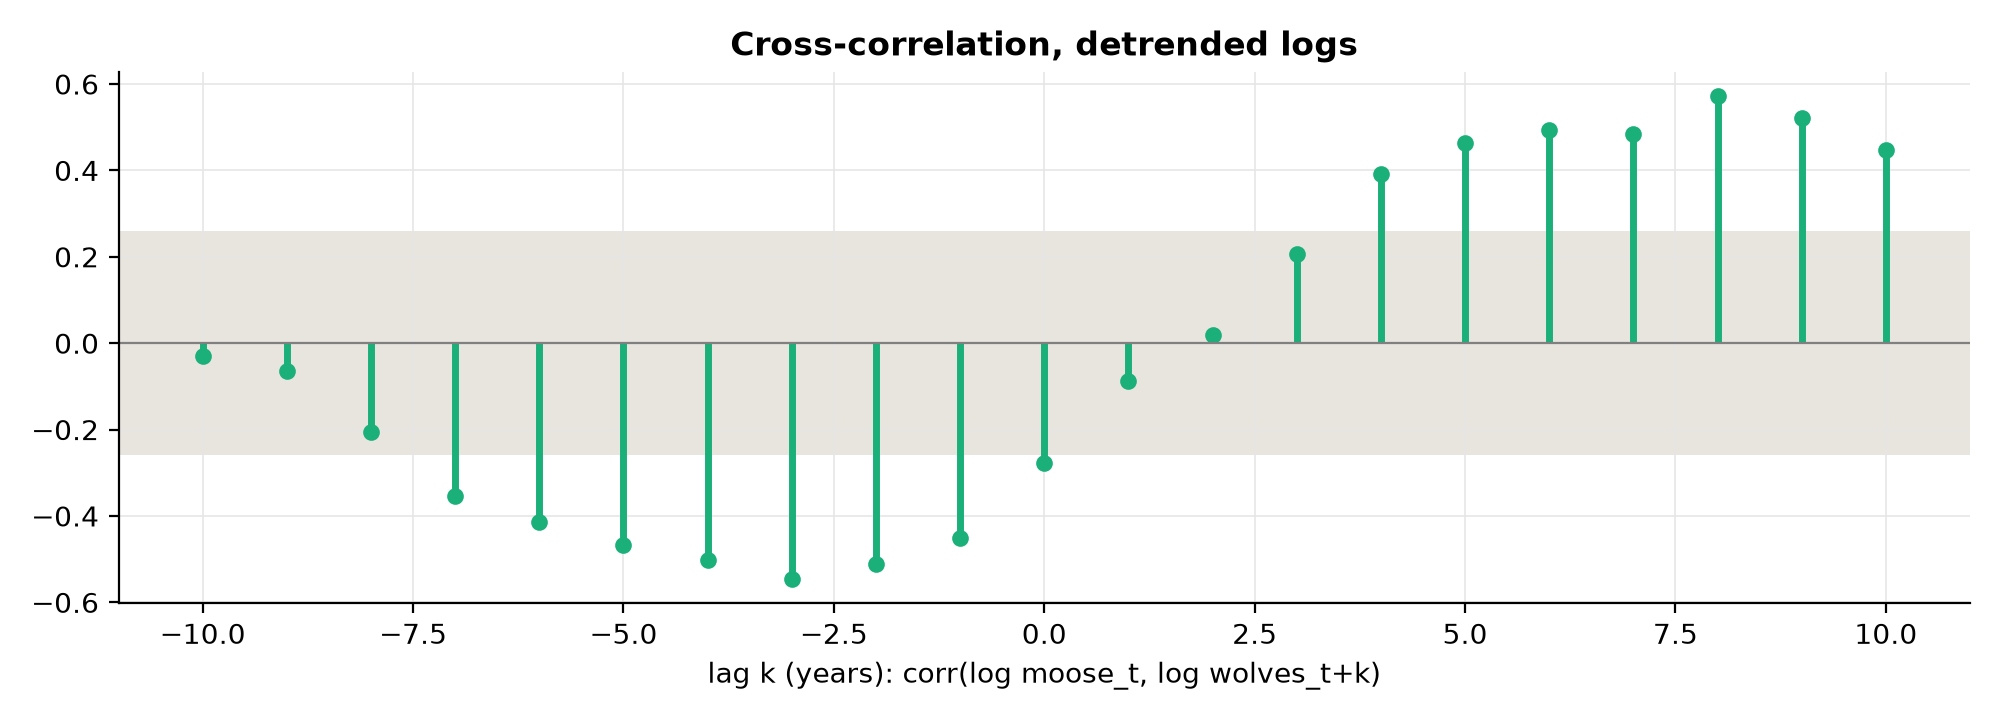 Cross-correlation, detrended logs
0.6
0.4
0.2
0.0
−0.2
−0.4
−0.6
−10.0 −7.5 −5.0 −2.5 0.0 2.5 5.0 7.5 10.0
lag k (years): corr(log moose_t, log wolves_t+k)